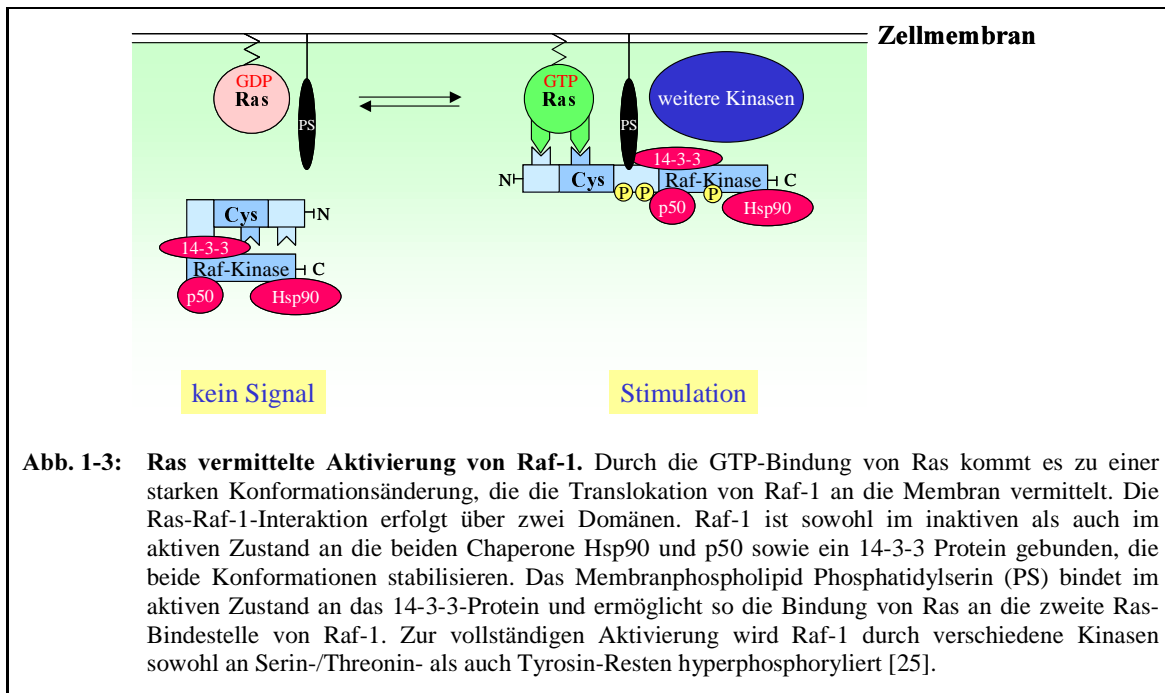 Zellmembran
GDP
Ras
PS
GTP
Ras
PS
weitere Kinasen
14-3-3
N
Cys
Raf-Kinase
C
P
P
p50
P
Hsp90
Cys
N
14-3-3
Raf-Kinase
C
p50
Hsp90
kein Signal
Stimulation
Abb. 1-3: Ras vermittelte Aktivierung von Raf-1. Durch die GTP-Bindung von Ras kommt es zu einer
starken Konformationsänderung, die die Translokation von Raf-1 an die Membran vermittelt. Die
Ras-Raf-1-Interaktion erfolgt über zwei Domänen. Raf-1 ist sowohl im inaktiven als auch im
aktiven Zustand an die beiden Chaperone Hsp90 und p50 sowie ein 14-3-3 Protein gebunden, die
beide Konformationen stabilisieren. Das Membranphospholipid Phosphatidylserin (PS) bindet im
aktiven Zustand an das 14-3-3-Protein und ermöglicht so die Bindung von Ras an die zweite Ras-
Bindestelle von Raf-1. Zur vollständigen Aktivierung wird Raf-1 durch verschiedene Kinasen
sowohl an Serin-/Threonin- als auch Tyrosin-Resten hyperphosphoryliert [25].